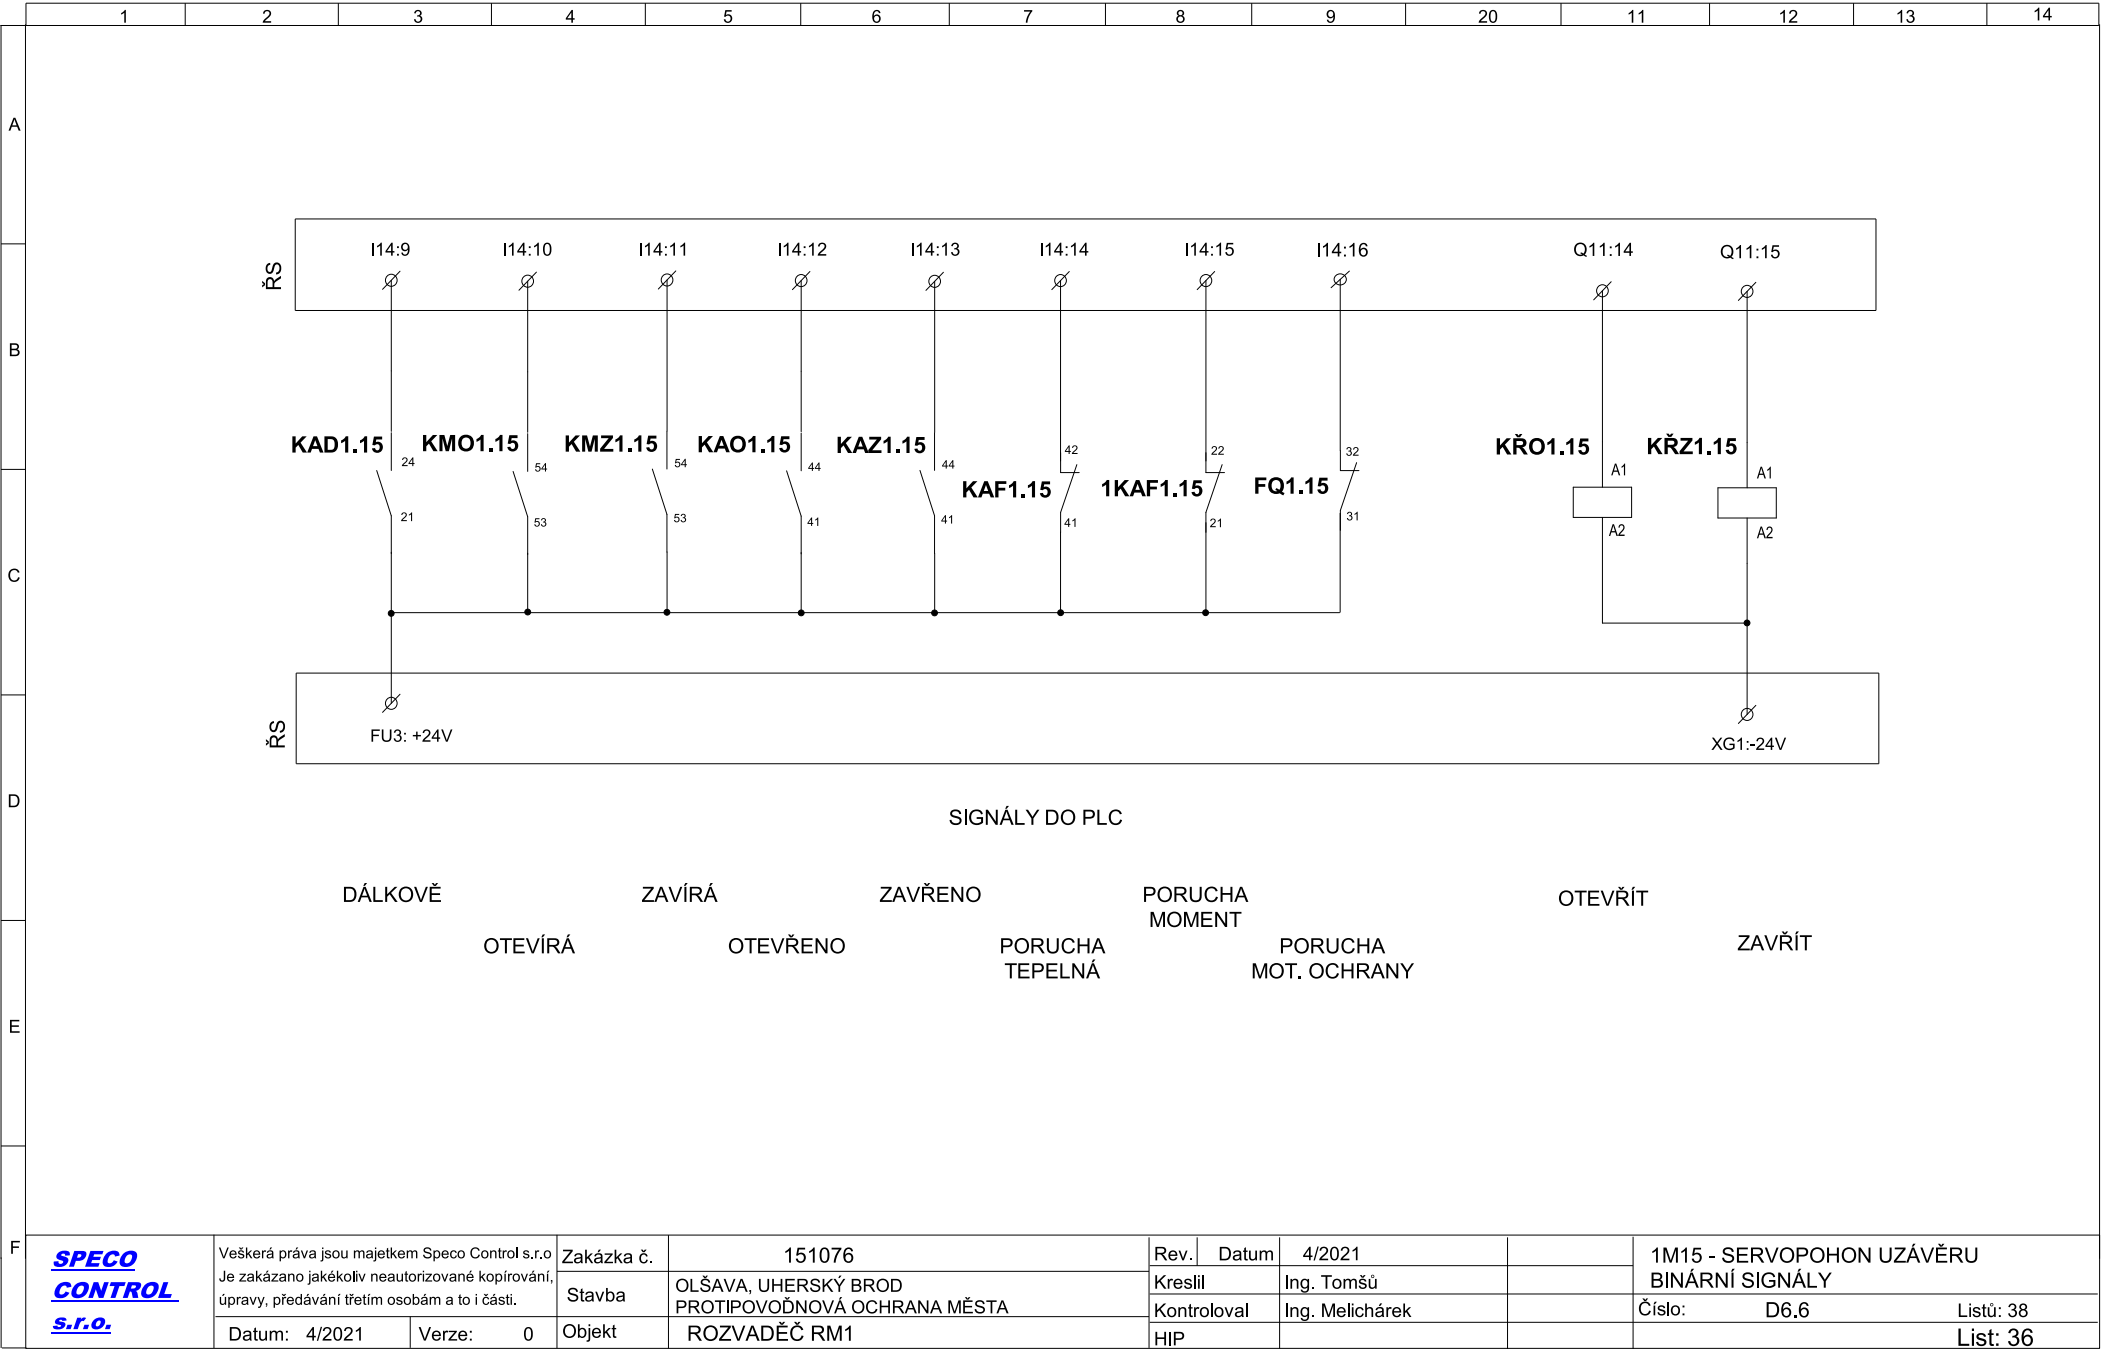 1 2 3 4 5 6 7 8 9 20 11 12 13 14
A
B
C
D
E
F
ŘS
I14:9 I14:10 I14:11 I14:12 I14:13 I14:14 I14:15 I14:16 Q11:14 Q11:15
KAD1.15 KMO1.15 KMZ1.15 KAO1.15 KAZ1.15 KAF1.15 1KAF1.15 FQ1.15 KŘO1.15 KŘZ1.15
24 54 54 44 44 42 22 32 A1 A1
21 53 53 41 41 41 21 31 A2 A2
ŘS
FU3: +24V
XG1:-24V
SIGNÁLY DO PLC
DÁLKOVĚ
OTEVÍRÁ
ZAVÍRÁ
OTEVŘENO
ZAVŘENO
PORUCHA
TEPELNÁ
PORUCHA
MOMENT
PORUCHA
MOT. OCHRANY
OTEVŘÍT
ZAVŘÍT
SPECO
CONTROL
s.r.o.
Veškerá práva jsou majetkem Speco Control s.r.o
Je zakázano jakékoliv neautorizované kopírování,
úpravy, předávání třetím osobám a to i části.
Datum: 4/2021 Verze: 0
Zakázka č. 151076
Stavba OLŠAVA, UHERSKÝ BROD
PROTIPOVOĎNOVÁ OCHRANA MĚSTA
Objekt ROZVADĚČ RM1
Rev. Datum 4/2021
Kreslil Ing. Tomšů
Kontroloval Ing. Melichárek
HIP
1M15 - SERVOPOHON UZÁVĚRU
BINÁRNÍ SIGNÁLY
Číslo: D6.6 Listů: 38
List: 36